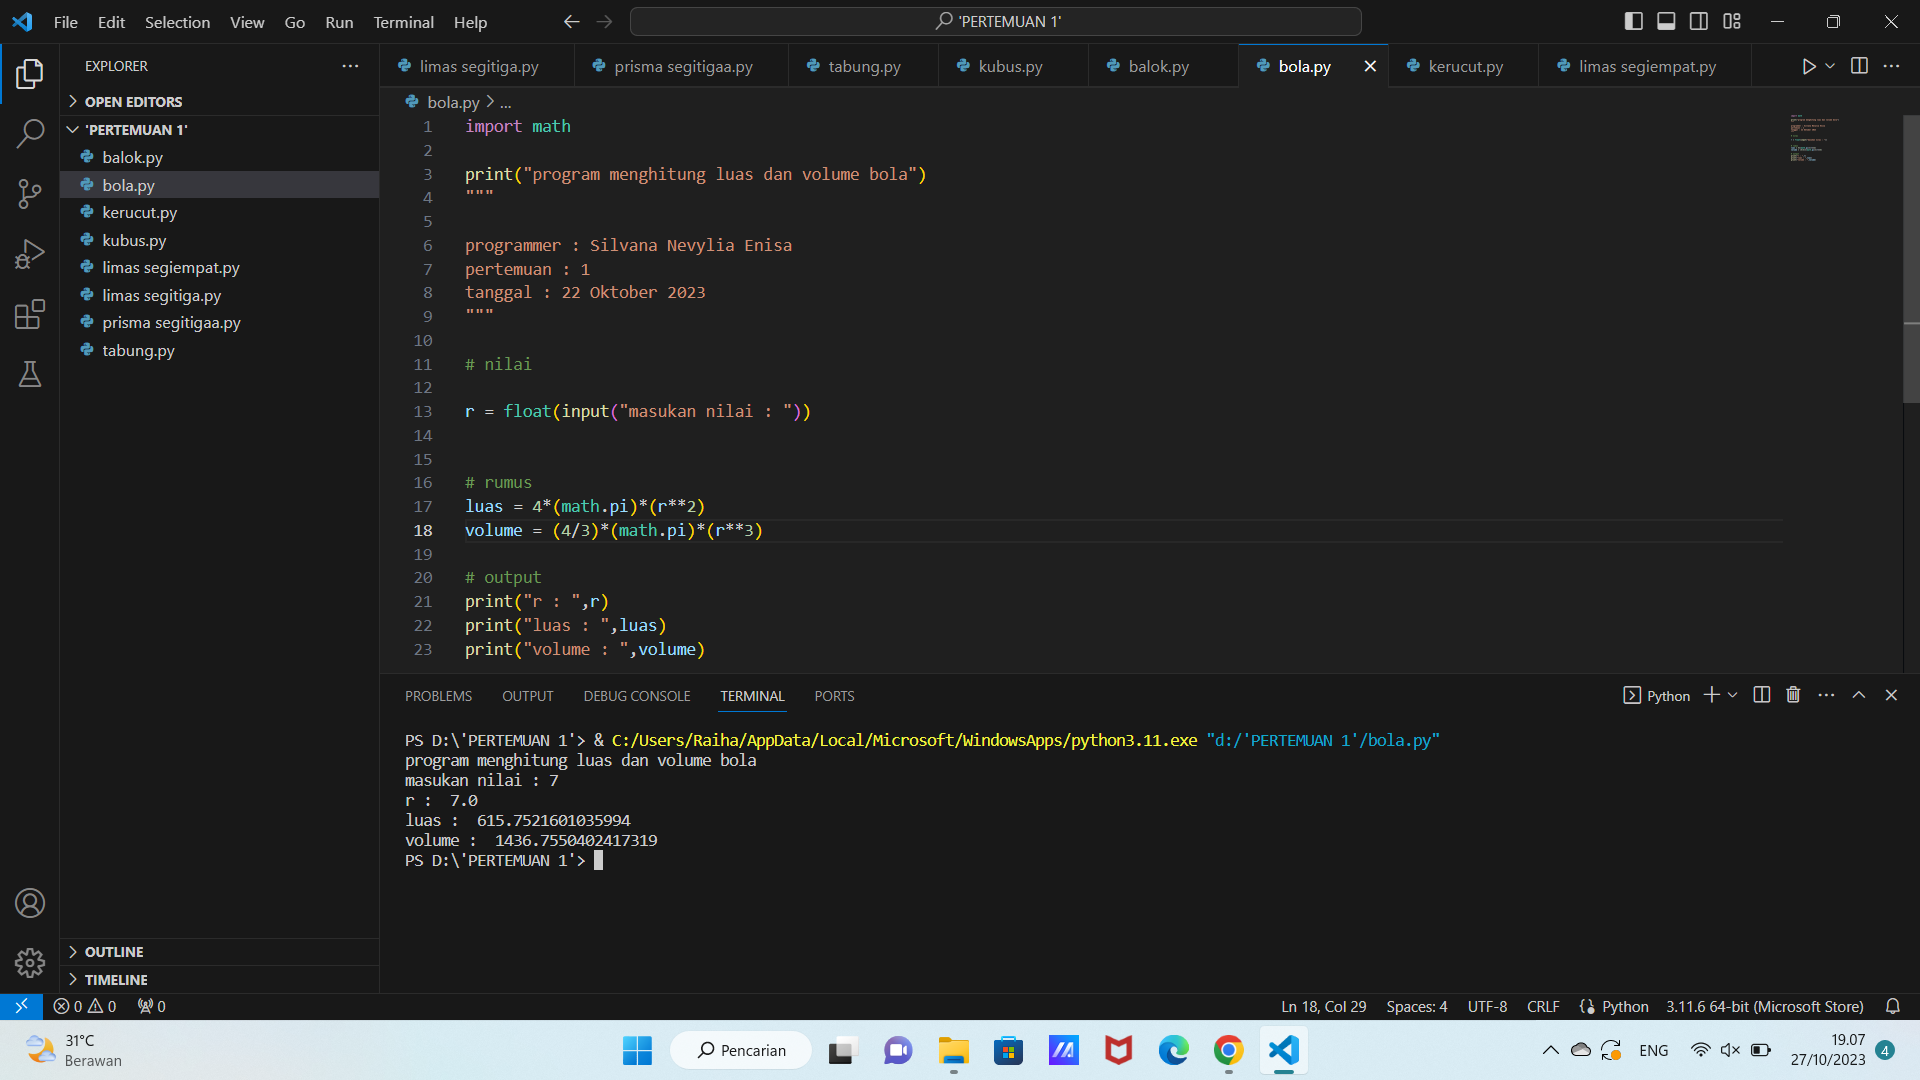 File Edit Selection View Go Run Terminal Help
'PERTEMUAN 1'
EXPLORER
OPEN EDITORS
'PERTEMUAN 1'
balok.py
bola.py
kerucut.py
kubus.py
limas segiempat.py
limas segitiga.py
prisma segitigaa.py
tabung.py
OUTLINE
TIMELINE
limas segitiga.py prisma segitigaa.py tabung.py kubus.py balok.py bola.py kerucut.py limas segiempat.py
bola.py > ...
1 import math
2
3 print("program menghitung luas dan volume bola")
4 """
5
6 programmer : Silvana Nevylia Enisa
7 pertemuan : 1
8 tanggal : 22 Oktober 2023
9 """
10
11 # nilai
12
13 r = float(input("masukan nilai : "))
14
15
16 # rumus
17 luas = 4*(math.pi)*(r**2)
18 volume = (4/3)*(math.pi)*(r**3)
19
20 # output
21 print("r : ",r)
22 print("luas : ",luas)
23 print("volume : ",volume)
PROBLEMS OUTPUT DEBUG CONSOLE TERMINAL PORTS
Python
PS D:\'PERTEMUAN 1'> & C:/Users/Raiha/AppData/Local/Microsoft/WindowsApps/python3.11.exe "d:/'PERTEMUAN 1'/bola.py"
program menghitung luas dan volume bola
masukan nilai : 7
r :  7.0
luas :  615.7521601035994
volume :  1436.7550402417319
PS D:\'PERTEMUAN 1'>
0 0 0
Ln 18, Col 29 Spaces: 4 UTF-8 CRLF Python 3.11.6 64-bit (Microsoft Store)
31°C
Berawan
Pencarian
ENG
19.07
27/10/2023
4